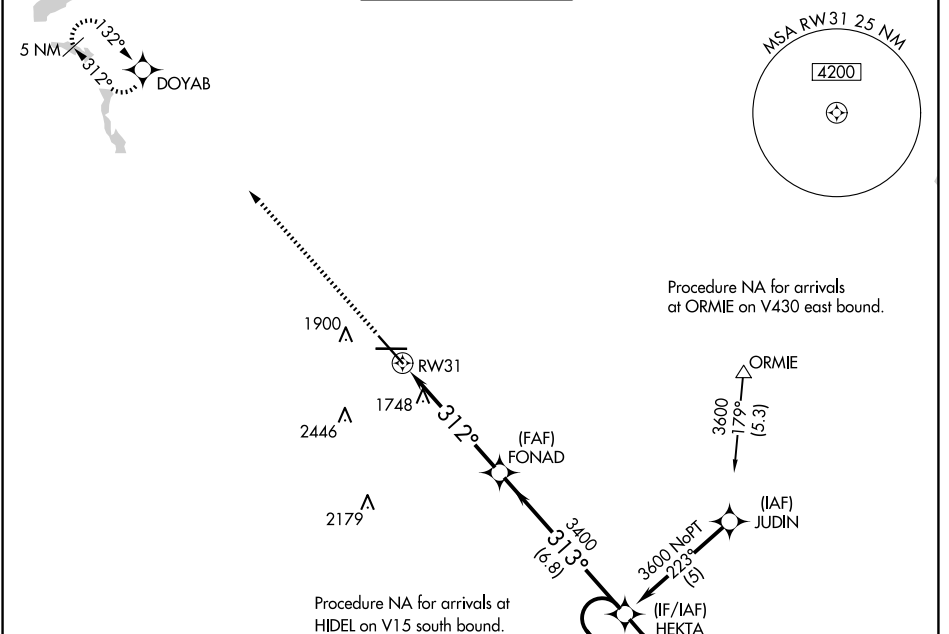 MSA RW31 25 NM
4200
5 NM
132°
312°
DOYAB
Procedure NA for arrivals
at ORMIE on V430 east bound.
1900
RW31
ORMIE
3600
179°
(5.3)
1748
2446
312°
(FAF)
FONAD
2179
(IAF)
JUDIN
3400
313°
(6.8)
3600 NoPT
223°
(5)
Procedure NA for arrivals at
HIDEL on V15 south bound.
(IF/IAF)
HEKTA